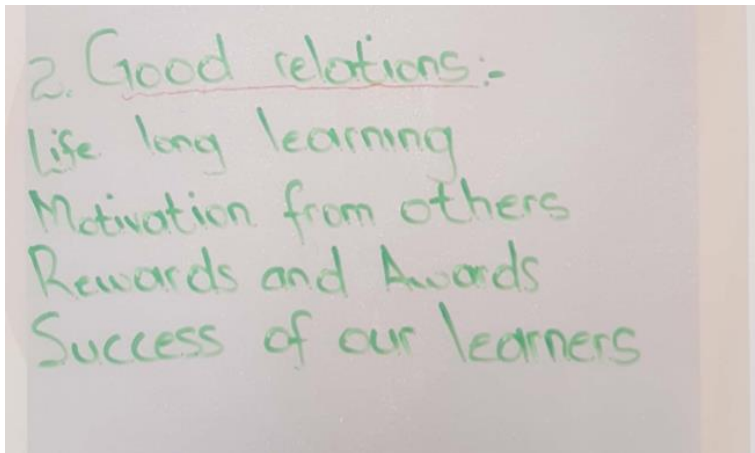 2. Good relations:-
Life long learning
Motivation from others
Rewards and Awards
Success of our learners